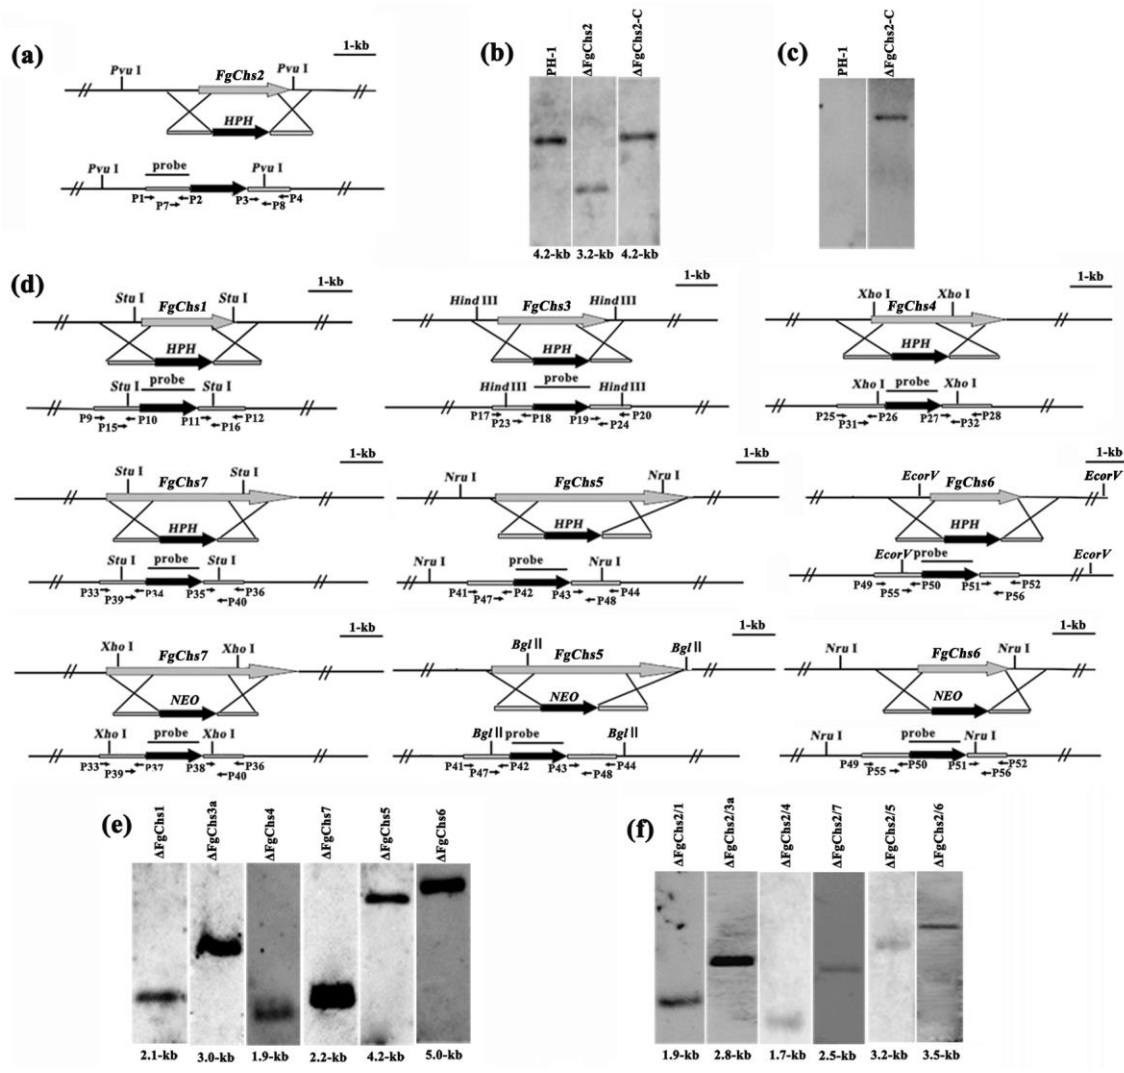 (a)
1-kb
Pvu I FgChs2 Pvu I
HPH
Pvu I probe Pvu I
P1 P7 P2 P3 P8 P4
(b)
PH-1 ΔFgChs2 ΔFgChs2-C
4.2-kb 3.2-kb 4.2-kb
(c)
PH-1 ΔFgChs2-C
(d)
1-kb
Stu I FgChs1 Stu I
HPH
Stu I probe Stu I
P9 P15 P10 P11 P16 P12
1-kb
Hind III FgChs3 Hind III
HPH
Hind III probe Hind III
P17 P23 P18 P19 P24 P20
1-kb
Xho I Xho I
FgChs4
HPH
Xho I probe Xho I
P25 P31 P26 P27 P32 P28
1-kb
Stu I FgChs7 Stu I
HPH
Stu I probe Stu I
P33 P39 P34 P35 P40 P36
1-kb
Nru I FgChs5 Nru I
HPH
Nru I probe Nru I
P41 P47 P42 P43 P48 P44
1-kb
EcorV FgChs6 EcorV
HPH
EcorV probe EcorV
P49 P55 P50 P51 P56 P52
1-kb
Xho I FgChs7 Xho I
NEO
Xho I probe Xho I
P33 P39 P37 P38 P40 P36
1-kb
Bgl II FgChs5 Bgl II
NEO
Bgl II probe Bgl II
P41 P47 P42 P43 P48 P44
1-kb
Nru I FgChs6 Nru I
NEO
Nru I probe Nru I
P49 P55 P50 P51 P56 P52
(e)
ΔFgChs1 ΔFgChs3a ΔFgChs4 ΔFgChs7 ΔFgChs5 ΔFgChs6
2.1-kb 3.0-kb 1.9-kb 2.2-kb 4.2-kb 5.0-kb
(f)
ΔFgChs2/1 ΔFgChs2/3a ΔFgChs2/4 ΔFgChs2/7 ΔFgChs2/5 ΔFgChs2/6
1.9-kb 2.8-kb 1.7-kb 2.5-kb 3.2-kb 3.5-kb